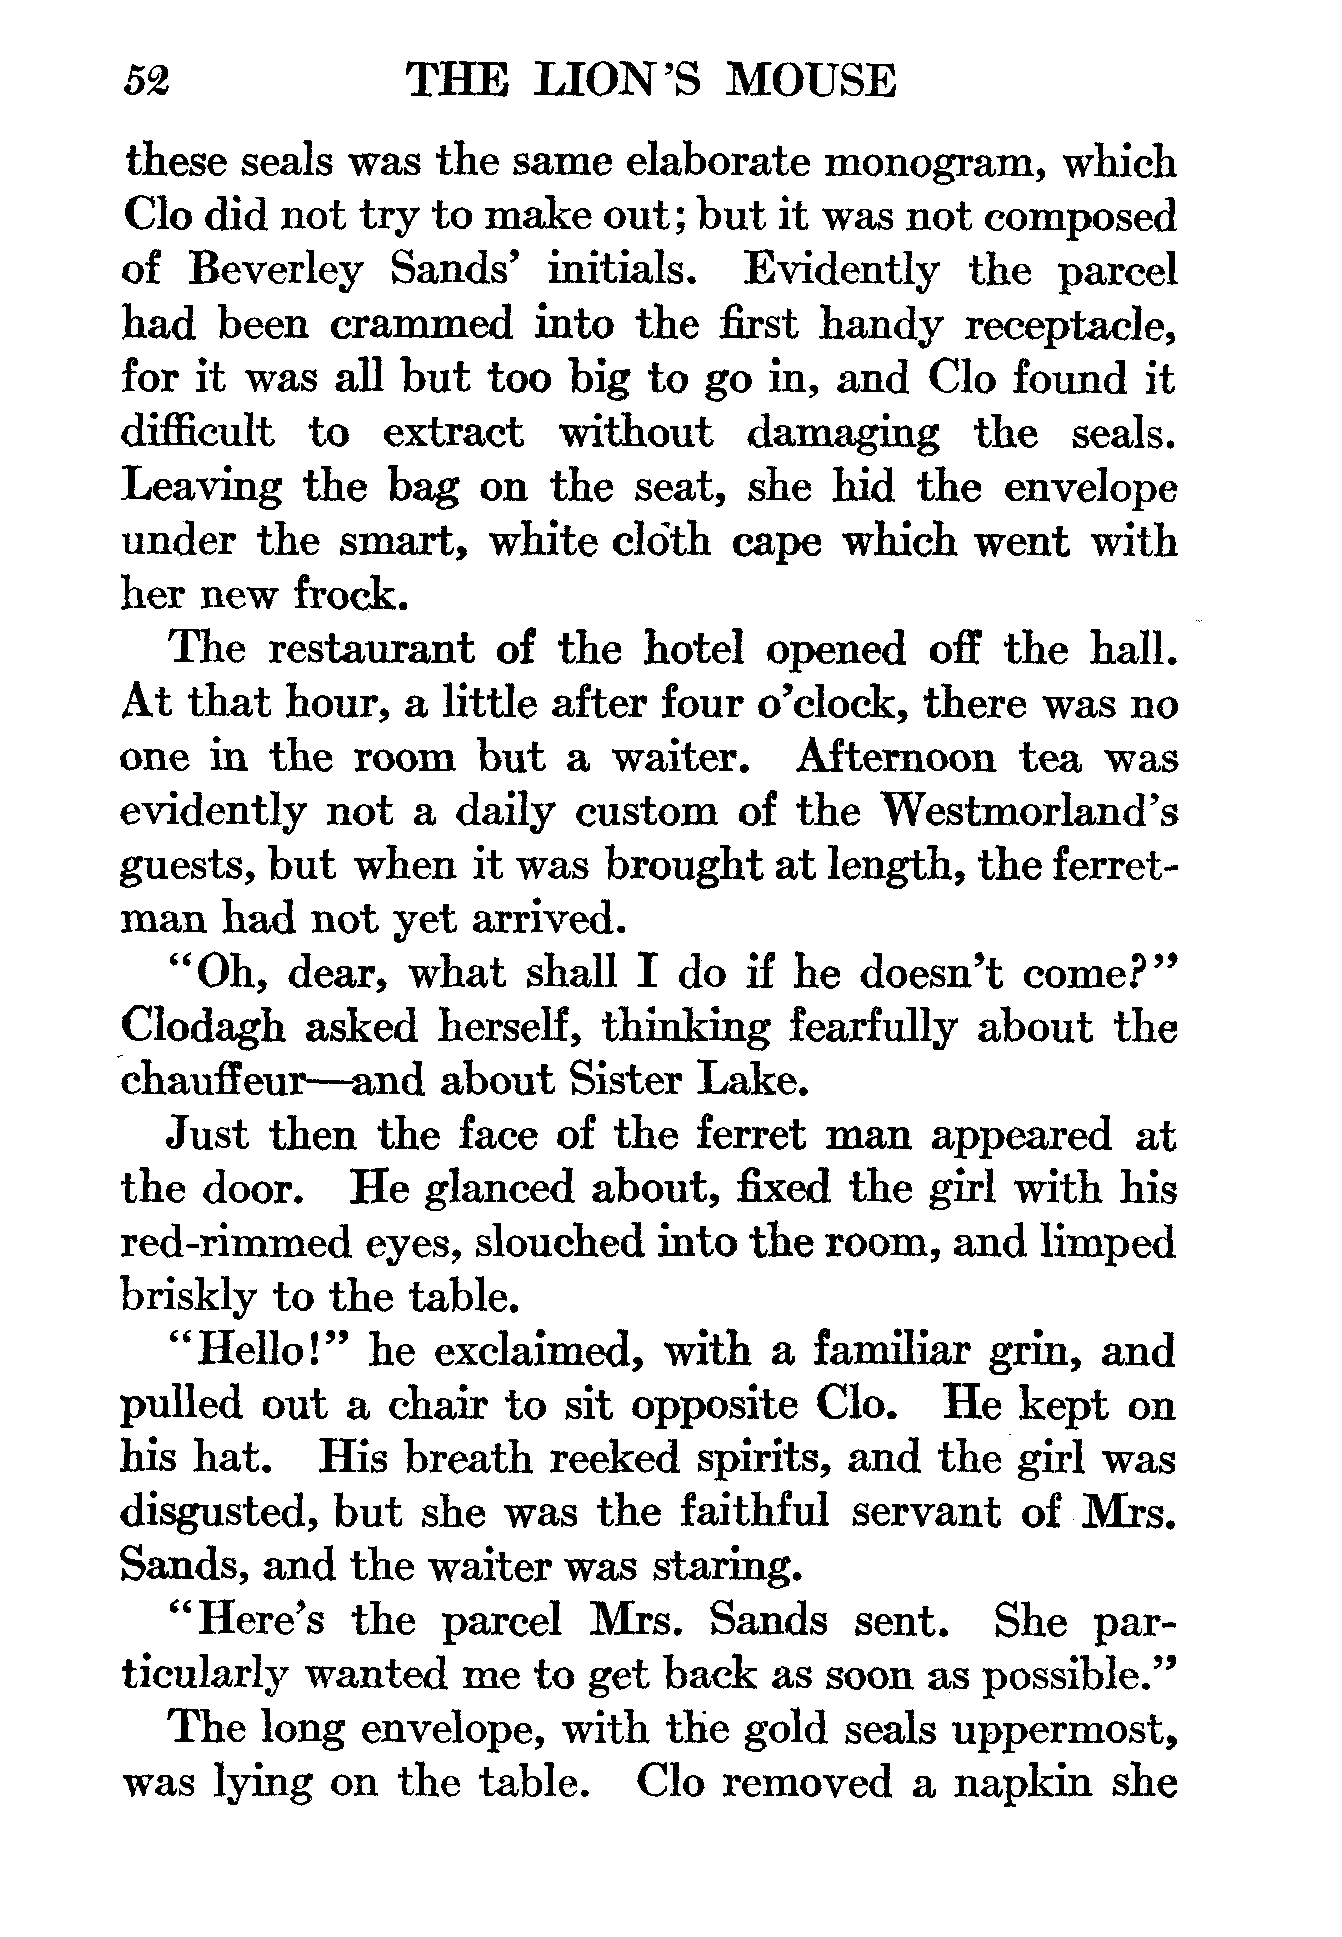 52 THE LION'S MOUSE
these seals was the same elaborate monogram, which
Clo did not try to make out; but it was not composed
of Beverley Sands' initials. Evidently the parcel
had been crammed into the first handy receptacle,
for it was all but too big to go in, and Clo found it
difficult to extract without damaging the seals.
Leaving the bag on the seat, she hid the envelope
under the smart, white cloth cape which went with
her new frock.
The restaurant of the hotel opened off the hall.
At that hour, a little after four o'clock, there was no
one in the room but a waiter. Afternoon tea was
evidently not a daily custom of the Westmorland's
guests, but when it was brought at length, the ferret-
man had not yet arrived.
"Oh, dear, what shall I do if he doesn't come?"
Clodagh asked herself, thinking fearfully about the
chauffeur—and about Sister Lake.
Just then the face of the ferret man appeared at
the door. He glanced about, fixed the girl with his
red-rimmed eyes, slouched into the room, and limped
briskly to the table.
"Hello!" he exclaimed, with a familiar grin, and
pulled out a chair to sit opposite Clo. He kept on
his hat. His breath reeked spirits, and the girl was
disgusted, but she was the faithful servant of Mrs.
Sands, and the waiter was staring.
"Here's the parcel Mrs. Sands sent. She par-
ticularly wanted me to get back as soon as possible."
The long envelope, with the gold seals uppermost,
was lying on the table. Clo removed a napkin she